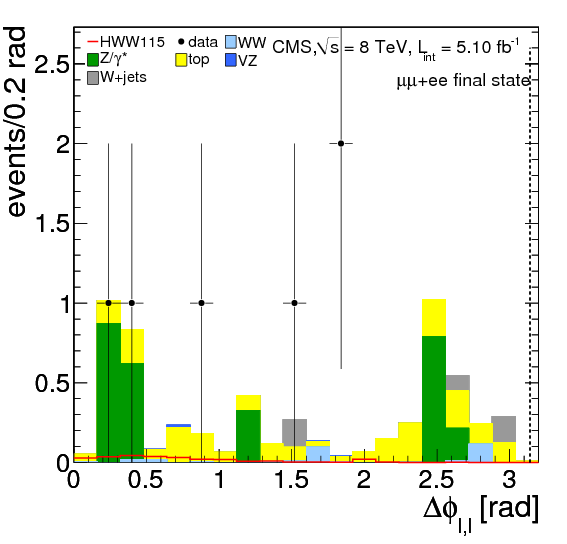 HWW115 data WW CMS,√s = 8 TeV, L_int = 5.10 fb⁻¹
Z/γ* top VZ
W+jets μμ+ee final state
events/0.2 rad
2.5
2
1.5
1
0.5
0
0 0.5 1 1.5 2 2.5 3
Δϕ_l,l [rad]